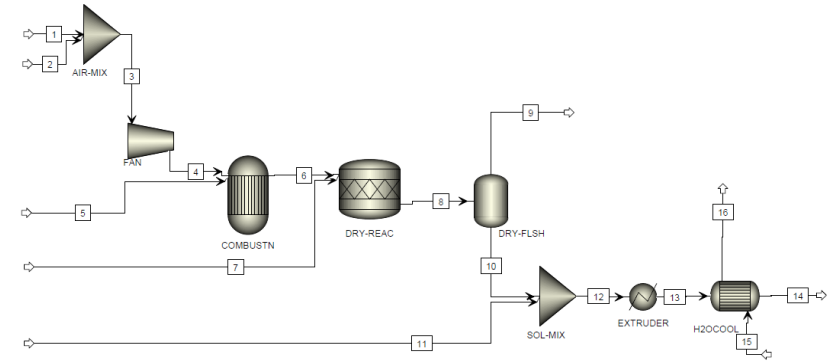 1
2
AIR-MIX
3
FAN
4
5
COMBUSTN
6
7
DRY-REAC
8
9
DRY-FLSH
10
11
SOL-MIX
12
EXTRUDER
13
16
H2OCOOL
14
15